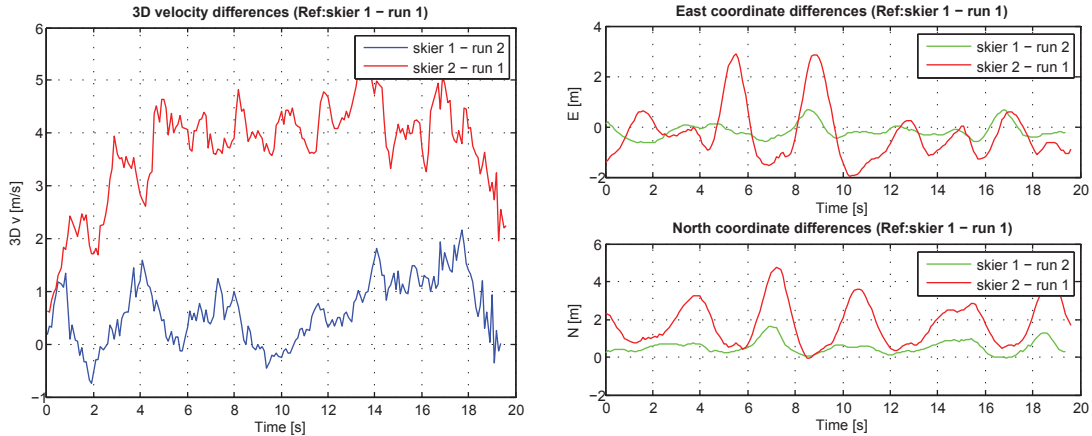 3D velocity differences (Ref:skier 1 − run 1)
6
5
4
3
2
1
0
−1
3D v [m/s]
skier 1 − run 2
skier 2 − run 1
0 2 4 6 8 10 12 14 16 18 20
Time [s]
East coordinate differences (Ref:skier 1 − run 1)
4
2
0
−2
E [m]
skier 1 − run 2
skier 2 − run 1
0 2 4 6 8 10 12 14 16 18 20
Time [s]
North coordinate differences (Ref:skier 1 − run 1)
6
4
2
0
−2
N [m]
skier 1 − run 2
skier 2 − run 1
0 2 4 6 8 10 12 14 16 18 20
Time [s]